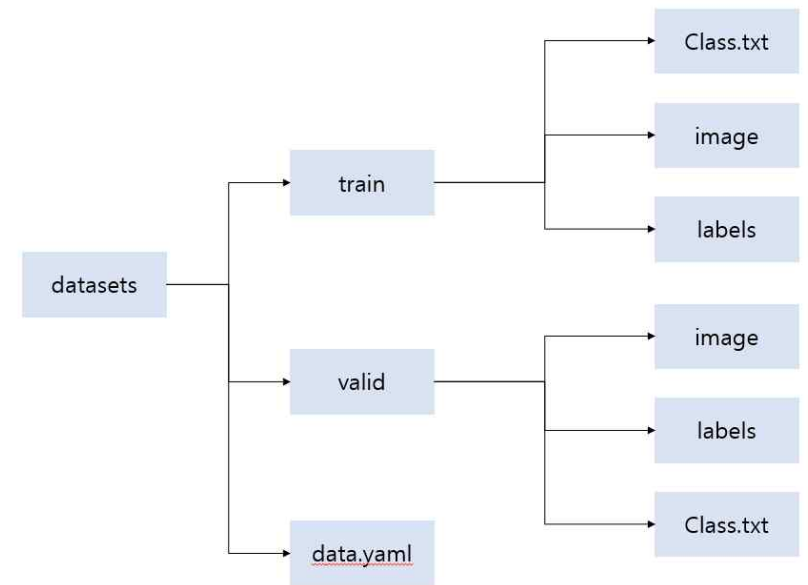 datasets
train
valid
data.yaml
Class.txt
image
labels
image
labels
Class.txt